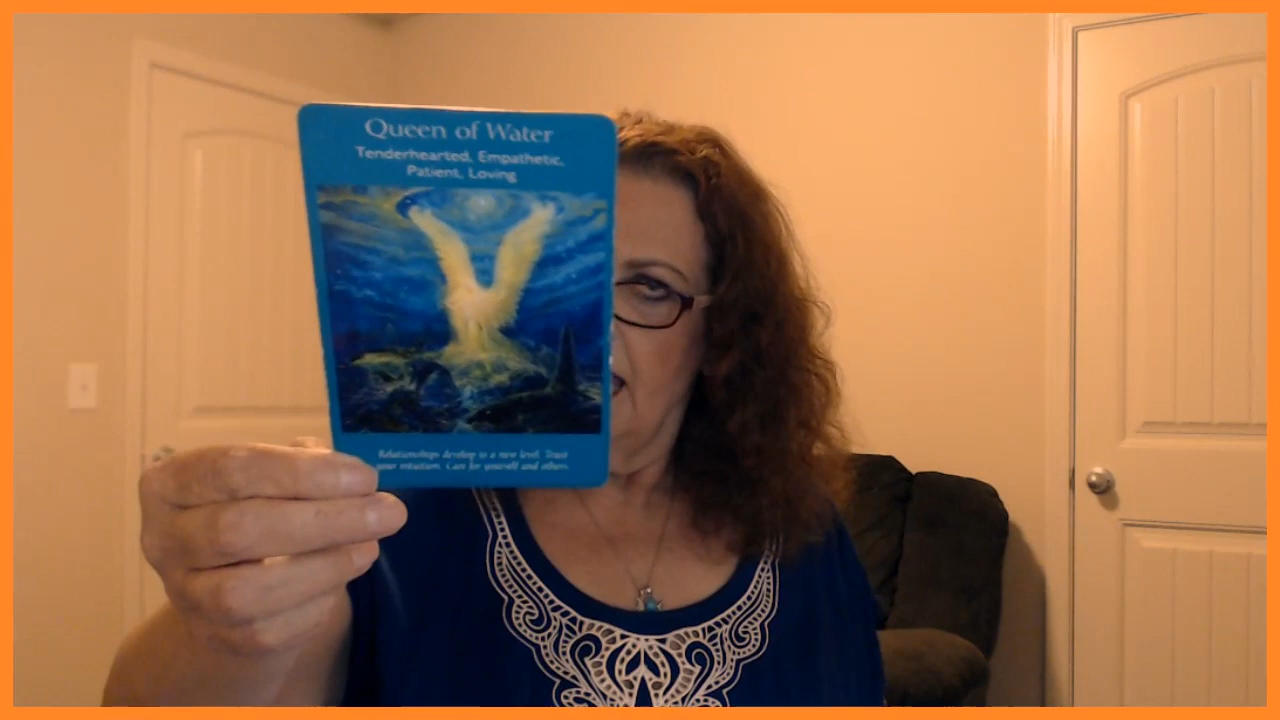 Queen of Water
Tenderhearted, Empathetic,
Patient, Loving
Relationships develop to a new level. Trust
your intuition. Care for yourself and others.